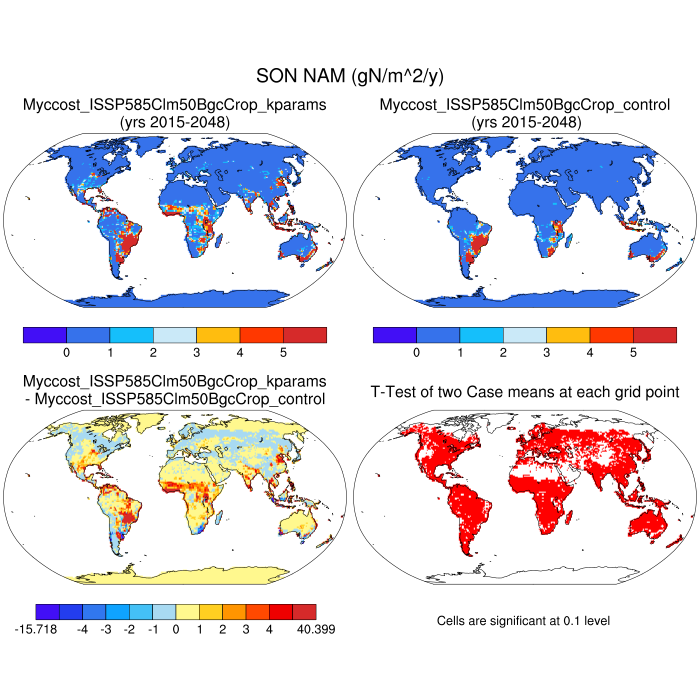 SON NAM (gN/m^2/y)
Myccost_ISSP585Clm50BgcCrop_kparams
(yrs 2015-2048)
Myccost_ISSP585Clm50BgcCrop_control
(yrs 2015-2048)
0 1 2 3 4 5
0 1 2 3 4 5
Myccost_ISSP585Clm50BgcCrop_kparams
- Myccost_ISSP585Clm50BgcCrop_control
T-Test of two Case means at each grid point
-15.718 -4 -3 -2 -1 0 1 2 3 4 40.399
Cells are significant at 0.1 level